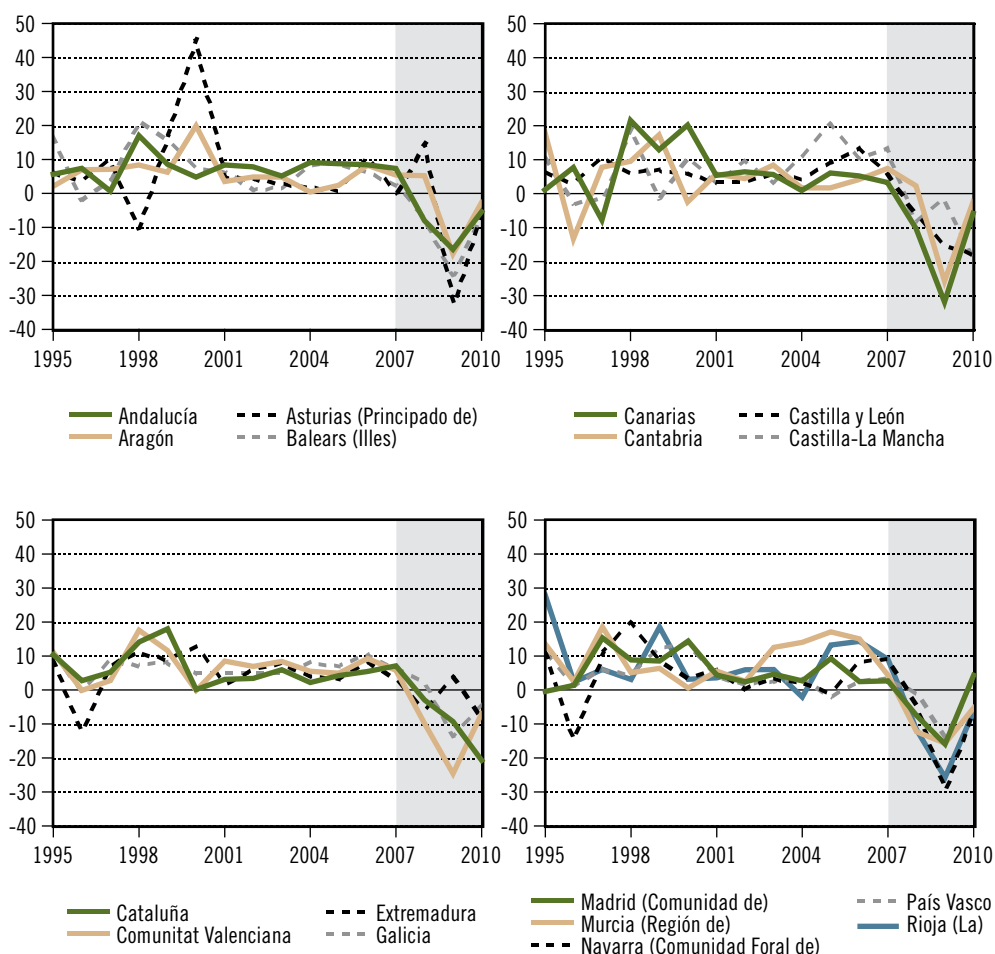 50
40
30
20
10
0
-10
-20
-30
-40
1995 1998 2001 2004 2007 2010
Andalucía
Aragón
Asturias (Principado de)
Balears (Illes)
50
40
30
20
10
0
-10
-20
-30
-40
1995 1998 2001 2004 2007 2010
Canarias
Cantabria
Castilla y León
Castilla-La Mancha
50
40
30
20
10
0
-10
-20
-30
-40
1995 1998 2001 2004 2007 2010
Cataluña
Comunitat Valenciana
Extremadura
Galicia
50
40
30
20
10
0
-10
-20
-30
-40
1995 1998 2001 2004 2007 2010
Madrid (Comunidad de)
Murcia (Región de)
Navarra (Comunidad Foral de)
País Vasco
Rioja (La)